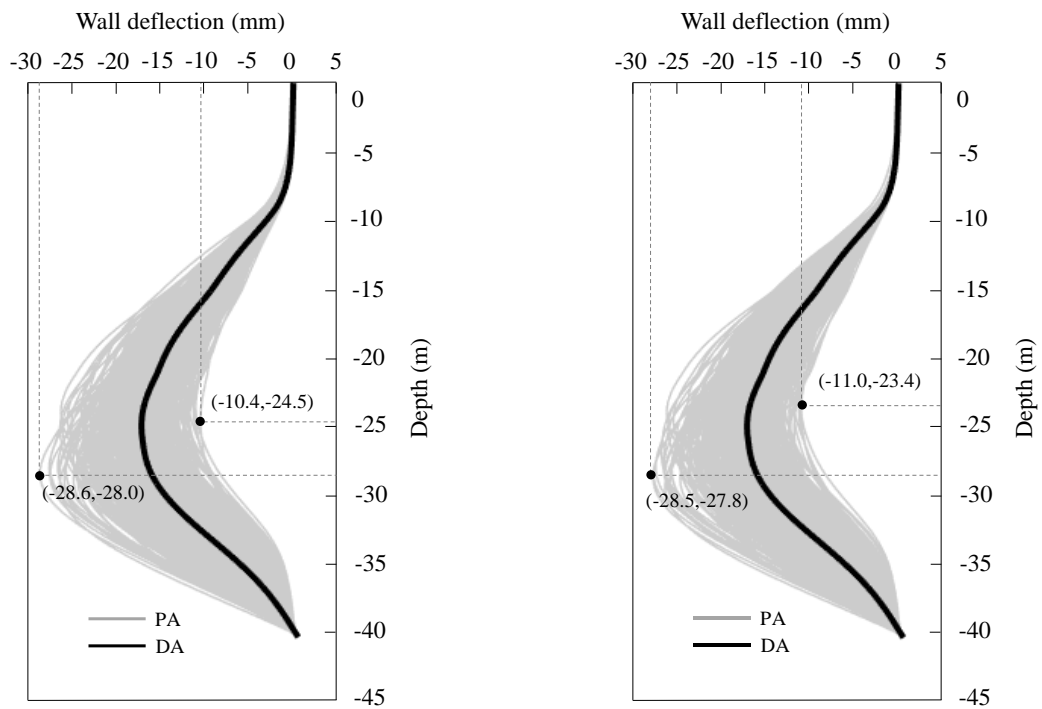 Wall deflection (mm)
-30 -25 -20 -15 -10 -5 0 5
0
-5
-10
-15
-20
-25
-30
-35
-40
-45
Depth (m)
(-10.4,-24.5)
(-28.6,-28.0)
PA
DA
Wall deflection (mm)
-30 -25 -20 -15 -10 -5 0 5
0
-5
-10
-15
-20
-25
-30
-35
-40
-45
Depth (m)
(-11.0,-23.4)
(-28.5,-27.8)
PA
DA